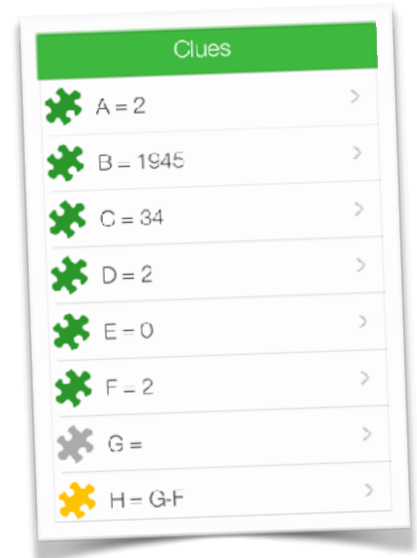 Clues
A = 2
B = 1945
C = 34
D = 2
E = 0
F = 2
G =
H = G-F